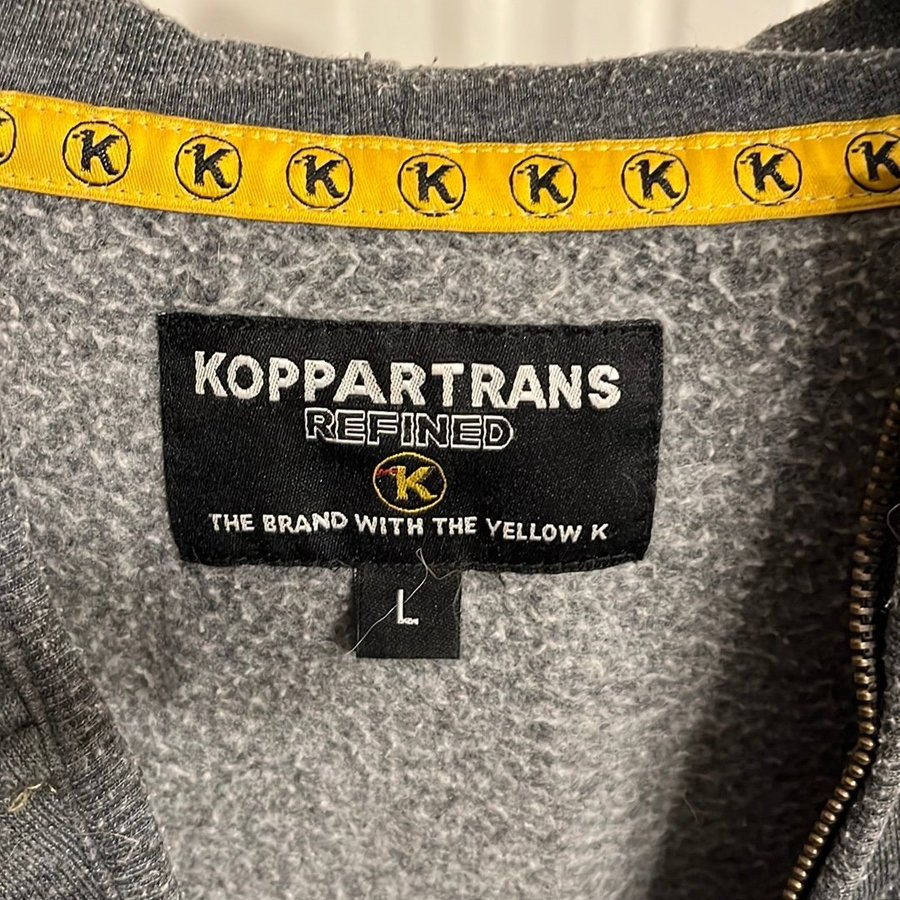 K K K K K K K K
KOPPARTRANS
REFINED
K
THE BRAND WITH THE YELLOW K
L